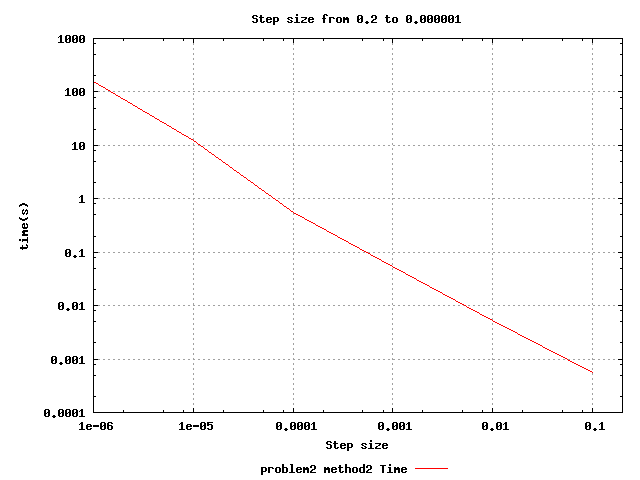 Step size from 0.2 to 0.000001
1000
100
10
1
0.1
0.01
0.001
0.0001
time(s)
1e-06 1e-05 0.0001 0.001 0.01 0.1
Step size
problem2 method2 Time